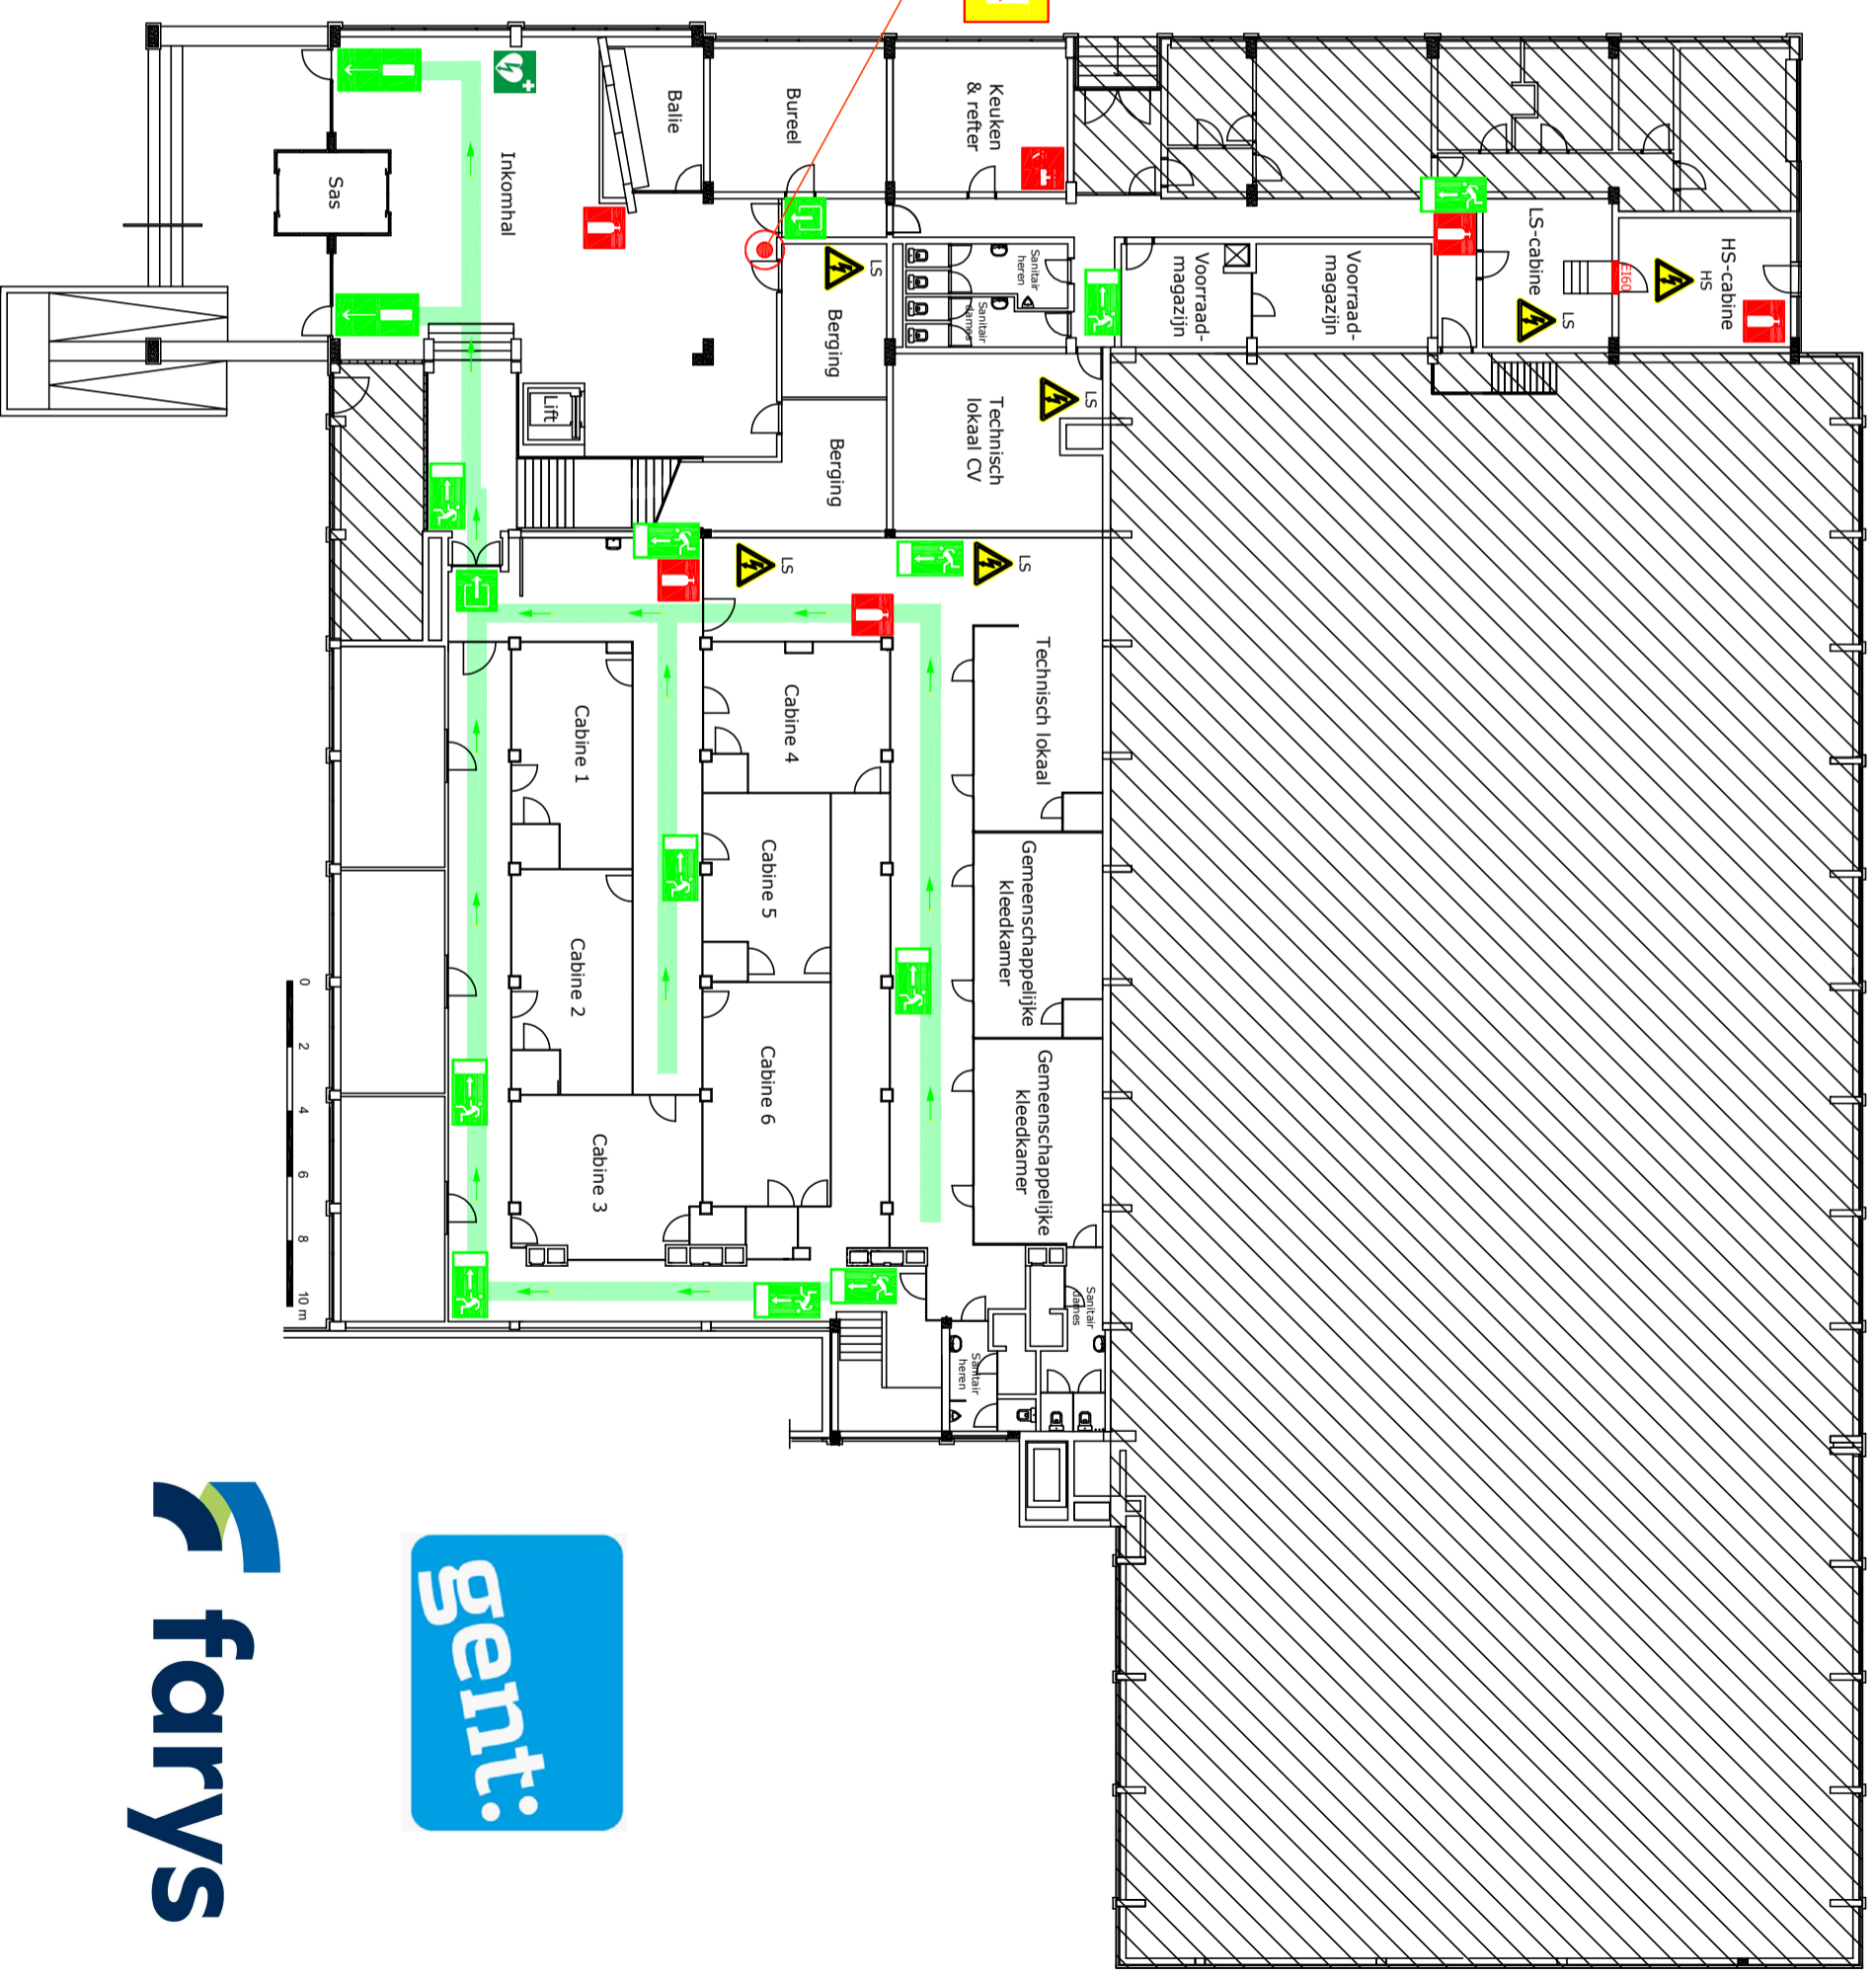 HS-cabine
HS
EI60
LS-cabine
LS
Voorraad-
magazijn
Voorraad-
magazijn
Keuken
& refter
Bureel
Balie
Inkomhal
Sas
Sanitair
heren
Sanitair
dames
LS
Berging
Berging
Technisch
lokaal CV
LS
Lift
LS
LS
Technisch lokaal
Gemeenschappelijke
kleedkamer
Gemeenschappelijke
kleedkamer
Cabine 4
Cabine 5
Cabine 6
Cabine 1
Cabine 2
Cabine 3
Sanitair
dames
Sanitair
heren
0 2 4 6 8 10 m
gent:
farys